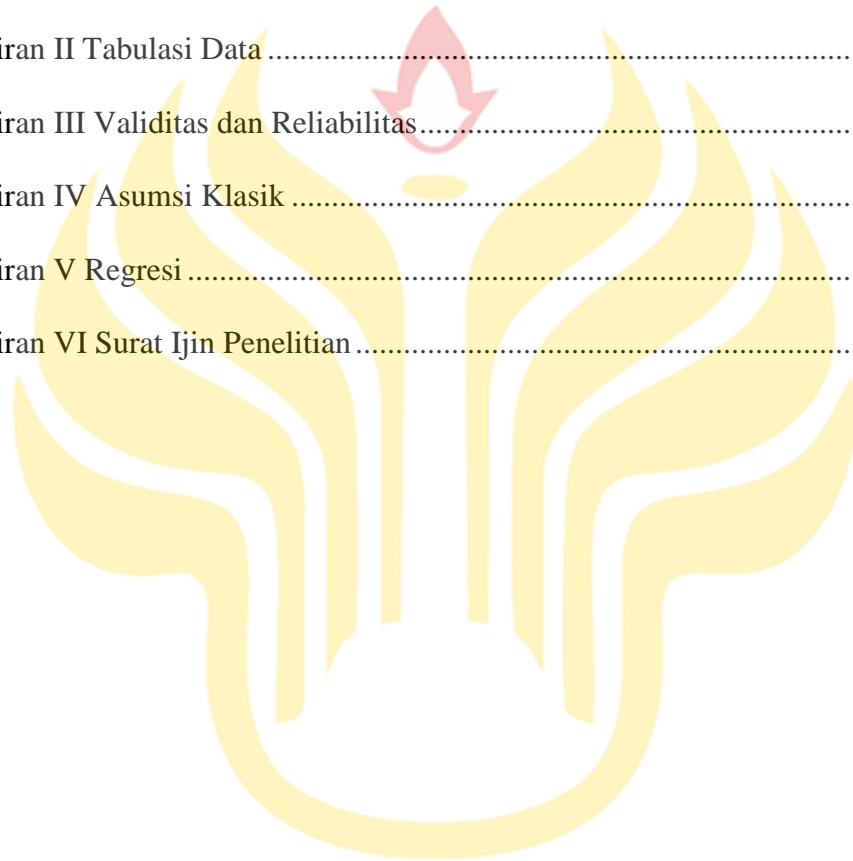 iran II Tabulasi Data ........................................................................
iran III Validitas dan Reliabilitas.....................................................
iran IV Asumsi Klasik .....................................................................
iran V Regresi ...................................................................................
iran VI Surat Ijin Penelitian .............................................................